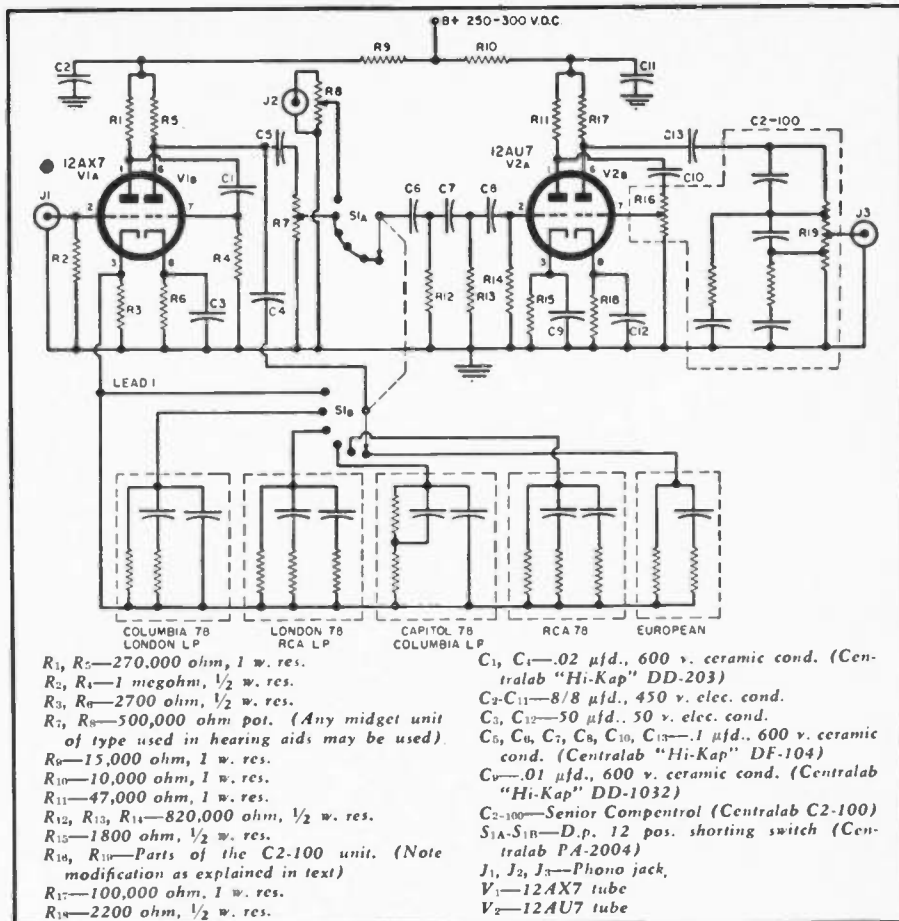 B+ 250-300 V.D.C.
R9
R10
C2
C11
J2
R8
R1
R5
R11
R17
C13
C2-100
C5
12AX7
V1A
V1B
1
6
C1
12AU7
V2A
V2B
1
6
C10
R16
J1
2
7
R7
S1A
C6
C7
C8
2
7
R19
J3
R2
R4
3
8
R3
R6
C3
C4
R12
R13
R14
3
8
R15
C9
R18
C12
LEAD 1
S1B
COLUMBIA 78
LONDON LP
LONDON 78
RCA LP
CAPITOL 78
COLUMBIA LP
RCA 78
EUROPEAN
R1, R5—270,000 ohm, 1 w. res.
R2, R4—1 megohm, 1/2 w. res.
R3, R6—2700 ohm, 1/2 w. res.
R7, R8—500,000 ohm pot. (Any midget unit
of type used in hearing aids may be used)
R9—15,000 ohm, 1 w. res.
R10—10,000 ohm, 1 w. res.
R11—47,000 ohm, 1 w. res.
R12, R13, R14—820,000 ohm, 1/2 w. res.
R15—1800 ohm, 1/2 w. res.
R16, R19—Parts of the C2-100 unit. (Note
modification as explained in text)
R17—100,000 ohm, 1 w. res.
R18—2200 ohm, 1/2 w. res.
C1, C4—.02 µfd., 600 v. ceramic cond. (Cen-
tralab "Hi-Kap" DD-203)
C2-C11—8/8 µfd., 450 v. elec. cond.
C3, C12—50 µfd., 50 v. elec. cond.
C5, C6, C7, C8, C10, C13—.1 µfd., 600 v. ceramic
cond. (Centralab "Hi-Kap" DF-104)
C9—.01 µfd., 600 v. ceramic cond. (Centralab
"Hi-Kap" DD-1032)
C2-100—Senior Compentrol (Centralab C2-100)
S1A-S1B—D.p. 12 pos. shorting switch (Cen-
tralab PA-2004)
J1, J2, J3—Phono jack
V1—12AX7 tube
V2—12AU7 tube